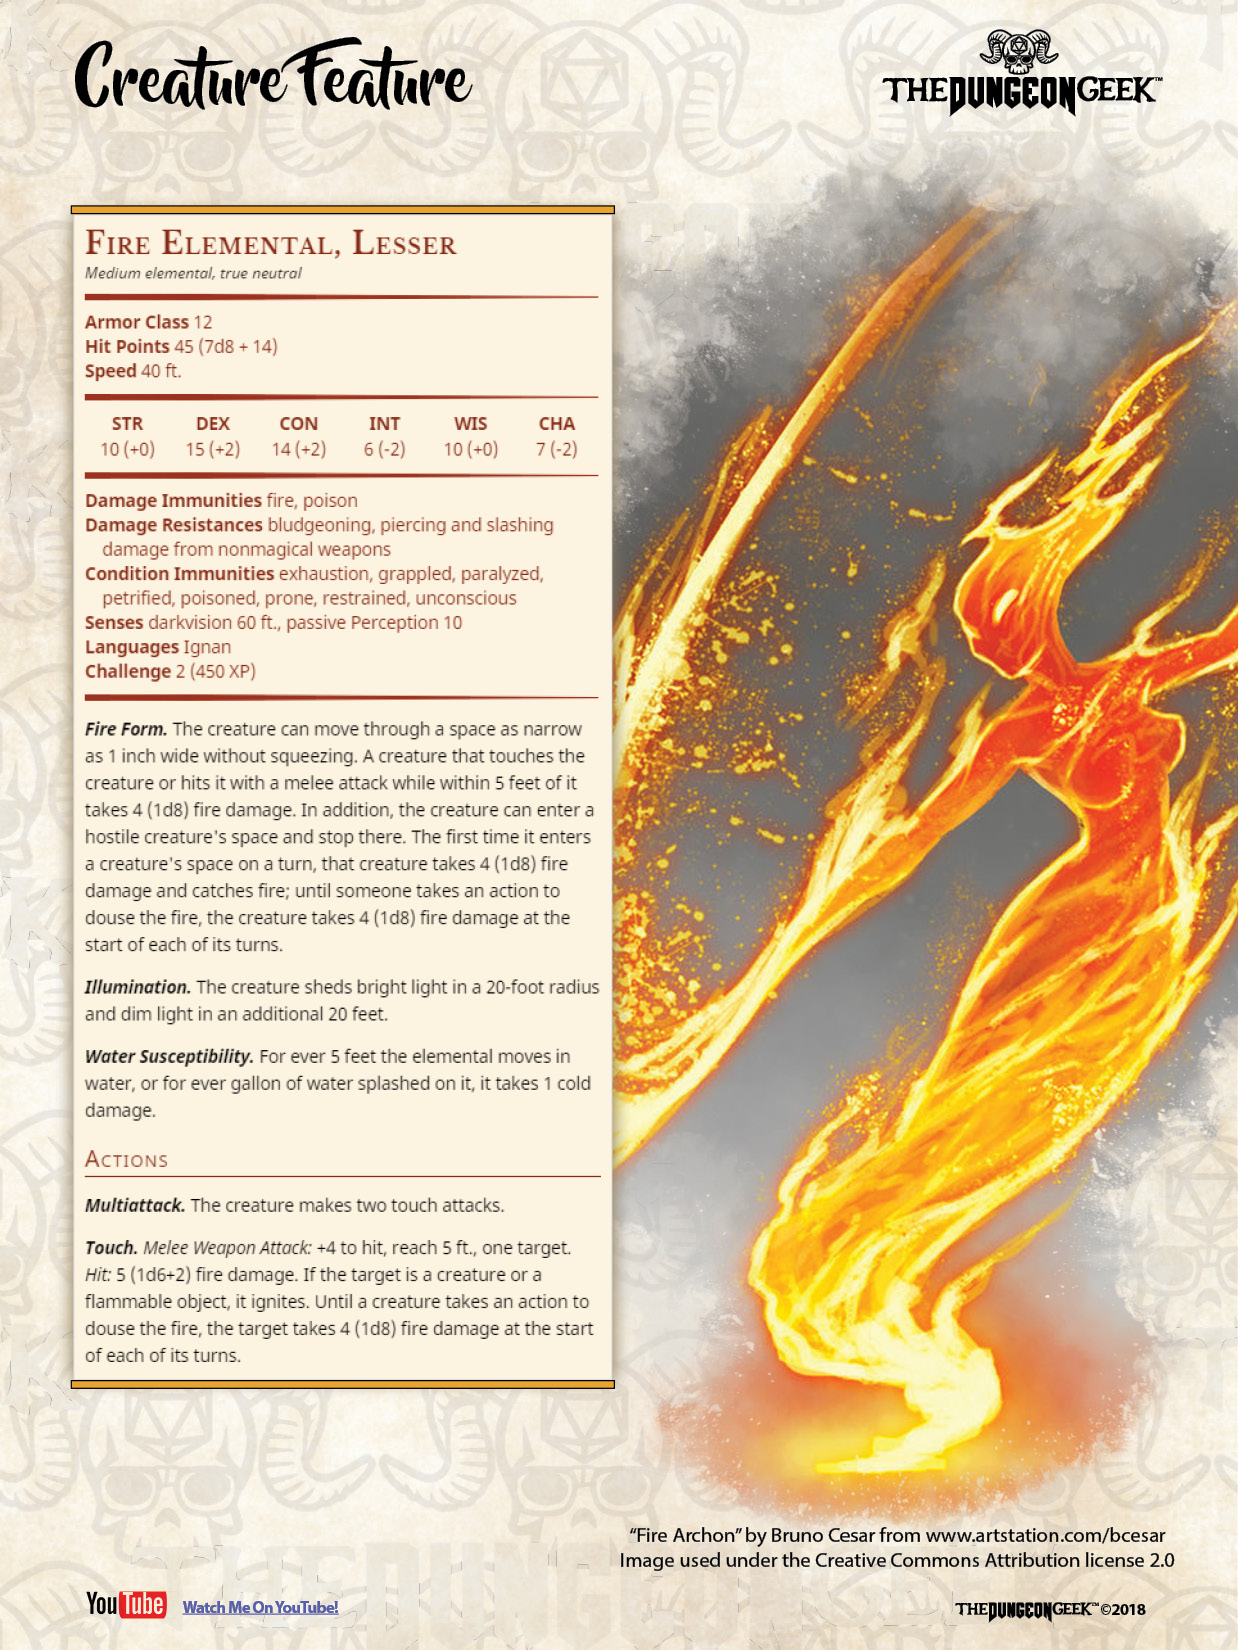 Creature Feature
THEDUNGEONGEEK™
FIRE ELEMENTAL, LESSER
Medium elemental, true neutral
Armor Class 12
Hit Points 45 (7d8 + 14)
Speed 40 ft.
STR DEX CON INT WIS CHA
10 (+0) 15 (+2) 14 (+2) 6 (-2) 10 (+0) 7 (-2)
Damage Immunities fire, poison
Damage Resistances bludgeoning, piercing and slashing
damage from nonmagical weapons
Condition Immunities exhaustion, grappled, paralyzed,
petrified, poisoned, prone, restrained, unconscious
Senses darkvision 60 ft., passive Perception 10
Languages Ignan
Challenge 2 (450 XP)
Fire Form. The creature can move through a space as narrow
as 1 inch wide without squeezing. A creature that touches the
creature or hits it with a melee attack while within 5 feet of it
takes 4 (1d8) fire damage. In addition, the creature can enter a
hostile creature's space and stop there. The first time it enters
a creature's space on a turn, that creature takes 4 (1d8) fire
damage and catches fire; until someone takes an action to
douse the fire, the creature takes 4 (1d8) fire damage at the
start of each of its turns.
Illumination. The creature sheds bright light in a 20-foot radius
and dim light in an additional 20 feet.
Water Susceptibility. For ever 5 feet the elemental moves in
water, or for ever gallon of water splashed on it, it takes 1 cold
damage.
ACTIONS
Multiattack. The creature makes two touch attacks.
Touch. Melee Weapon Attack: +4 to hit, reach 5 ft., one target.
Hit: 5 (1d6+2) fire damage. If the target is a creature or a
flammable object, it ignites. Until a creature takes an action to
douse the fire, the target takes 4 (1d8) fire damage at the start
of each of its turns.
“Fire Archon” by Bruno Cesar from www.artstation.com/bcesar
Image used under the Creative Commons Attribution license 2.0
YouTube Watch Me On YouTube!
THEDUNGEONGEEK™©2018